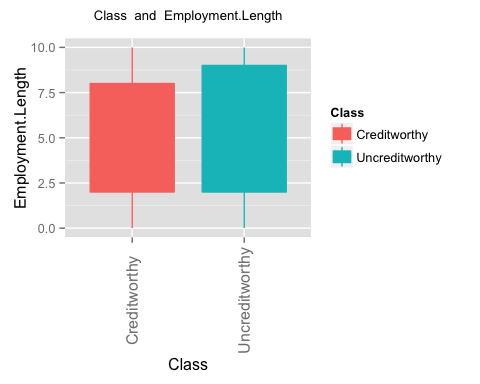 Class and Employment.Length
Employment.Length
10.0
7.5
5.0
2.5
0.0
Creditworthy
Uncreditworthy
Class
Class
Creditworthy
Uncreditworthy